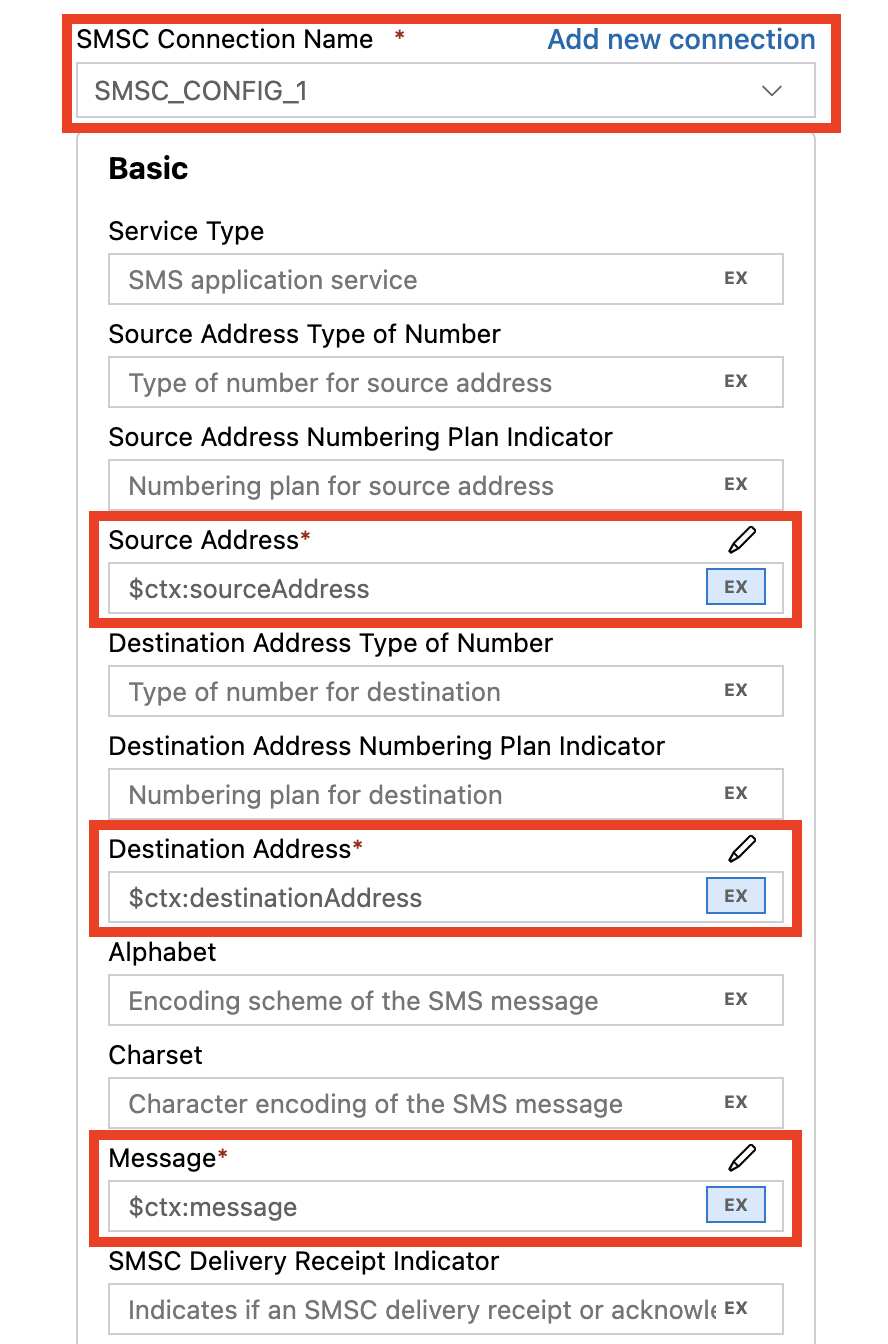 SMSC Connection Name * Add new connection
SMSC_CONFIG_1
Basic
Service Type
SMS application service EX
Source Address Type of Number
Type of number for source address EX
Source Address Numbering Plan Indicator
Numbering plan for source address EX
Source Address*
$ctx:sourceAddress EX
Destination Address Type of Number
Type of number for destination EX
Destination Address Numbering Plan Indicator
Numbering plan for destination EX
Destination Address*
$ctx:destinationAddress EX
Alphabet
Encoding scheme of the SMS message EX
Charset
Character encoding of the SMS message EX
Message*
$ctx:message EX
SMSC Delivery Receipt Indicator
Indicates if an SMSC delivery receipt or acknowle EX